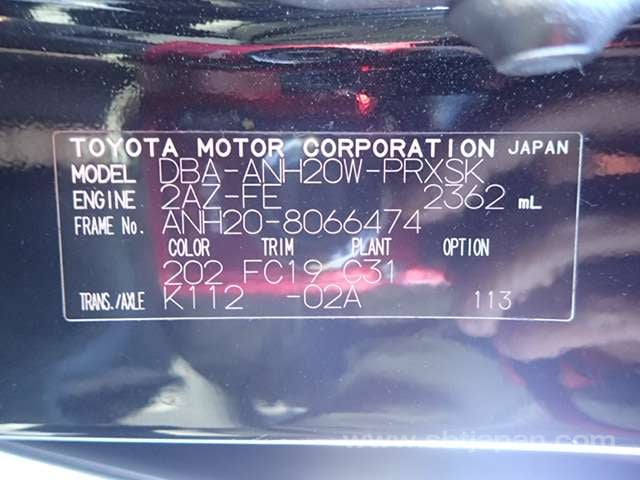 TOYOTA MOTOR CORPORATION JAPAN
MODEL DBA-ANH20W-PRXSK
ENGINE 2AZ-FE 2362 mL
FRAME No. ANH20-8066474
COLOR TRIM PLANT OPTION
202 FC19 C31
TRANS./AXLE K112 -02A 113
www.sbtjapan.com